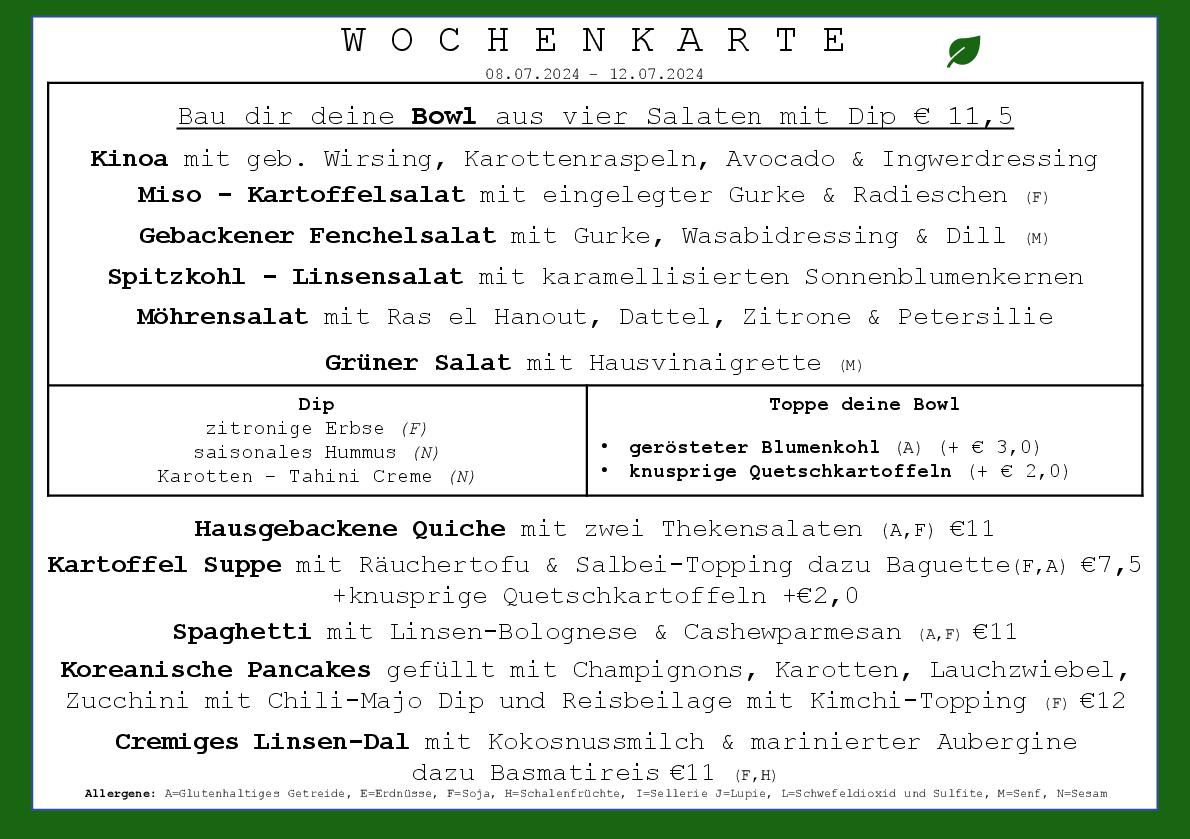 WOCHENKARTE
08.07.2024 – 12.07.2024
Bau dir deine Bowl aus vier Salaten mit Dip € 11,5
Kinoa mit geb. Wirsing, Karottenraspeln, Avocado & Ingwerdressing
Miso – Kartoffelsalat mit eingelegter Gurke & Radieschen (F)
Gebackener Fenchelsalat mit Gurke, Wasabidressing & Dill (M)
Spitzkohl – Linsensalat mit karamellisierten Sonnenblumenkernen
Möhrensalat mit Ras el Hanout, Dattel, Zitrone & Petersilie
Grüner Salat mit Hausvinaigrette (M)
Dip
zitronige Erbse (F)
saisonales Hummus (N)
Karotten – Tahini Creme (N)
Toppe deine Bowl
• gerösteter Blumenkohl (A) (+ € 3,0)
• knusprige Quetschkartoffeln (+ € 2,0)
Hausgebackene Quiche mit zwei Thekensalaten (A,F) €11
Kartoffel Suppe mit Räuchertofu & Salbei-Topping dazu Baguette(F,A) €7,5
+knusprige Quetschkartoffeln +€2,0
Spaghetti mit Linsen-Bolognese & Cashewparmesan (A,F) €11
Koreanische Pancakes gefüllt mit Champignons, Karotten, Lauchzwiebel,
Zucchini mit Chili-Majo Dip und Reisbeilage mit Kimchi-Topping (F) €12
Cremiges Linsen-Dal mit Kokosnussmilch & marinierter Aubergine
dazu Basmatireis €11 (F,H)
Allergene: A=Glutenhaltiges Getreide, E=Erdnüsse, F=Soja, H=Schalenfrüchte, I=Sellerie J=Lupie, L=Schwefeldioxid und Sulfite, M=Senf, N=Sesam